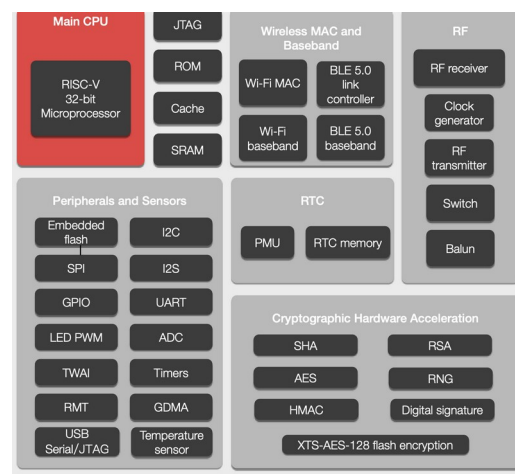 Main CPU
RISC-V
32-bit
Microprocessor
JTAG
ROM
Cache
SRAM
Wireless MAC and
Baseband
Wi-Fi MAC
BLE 5.0
link
controller
Wi-Fi
baseband
BLE 5.0
baseband
RF
RF receiver
Clock
generator
RF
transmitter
Switch
Balun
Peripherals and Sensors
Embedded
flash
I2C
SPI
I2S
GPIO
UART
LED PWM
ADC
TWAI
Timers
RMT
GDMA
USB
Serial/JTAG
Temperature
sensor
RTC
PMU
RTC memory
Cryptographic Hardware Acceleration
SHA
RSA
AES
RNG
HMAC
Digital signature
XTS-AES-128 flash encryption